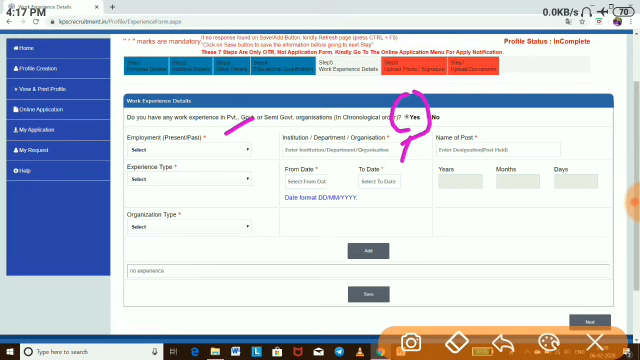 4:17 PM
0.0KB/s
70
Work Experience Details
kpscrecruitment.in/Profile/ExperienceForm.aspx
If no response found on Save/Add Button, kindly Refresh page (press CTRL + F5)
" * " marks are mandatory.
"Click on Save button to save the information before going to next Step"
Profile Status : InComplete
These 7 Steps Are Only OTR, Not Application Form. Kindly Go To the Online Application Menu For Apply Notification.
Home
Profile Creation
View & Print Profile
Online Application
My Application
My Request
Help
Step5
Work Experience Details
Step6
Upload Photo / Signature
Step7
Upload Documents
Work Experience Details
Do you have any work experience in Pvt., Govt. or Semi Govt. organisations (In Chronological order)? Yes No
Employment (Present/Past) *
Institution / Department / Organisation *
Name of Post *
Select
Enter Institution/Department/Organisation
Enter Designation(Post Held)
Experience Type *
From Date *
To Date *
Years
Months
Days
Select
Select From Dat
Select To Date
Date format DD/MM/YYYY.
Organization Type *
Select
Add
no experience
Save
Next
Type here to search
06-02-2020